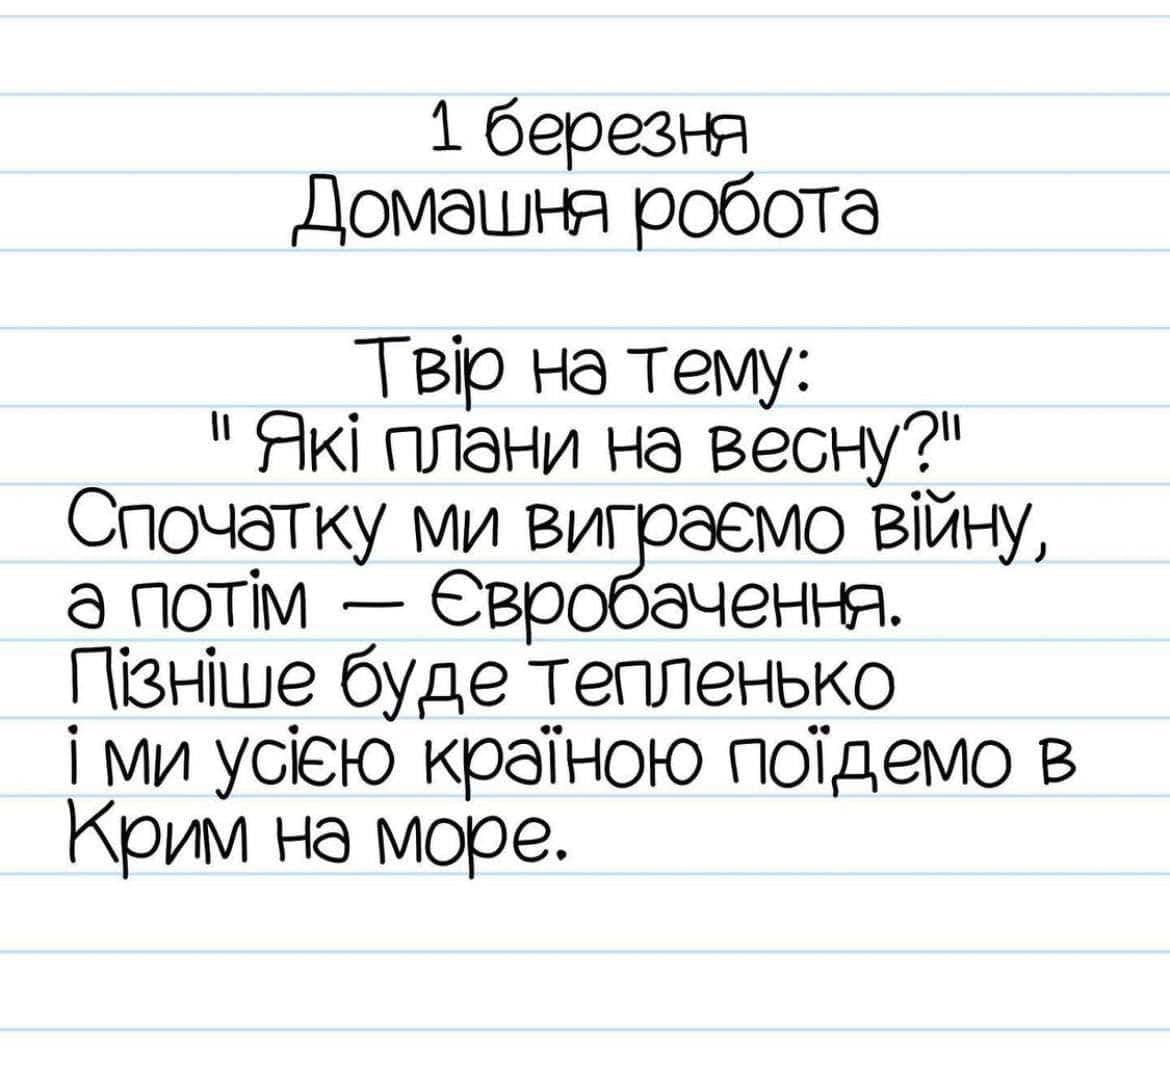 1 березня
Домашня робота
Твір на тему:
" Які плани на весну?"
Спочатку ми виграємо війну,
а потім — Євробачення.
Пізніше буде тепленько
і ми усією країною поїдемо в
Крим на море.